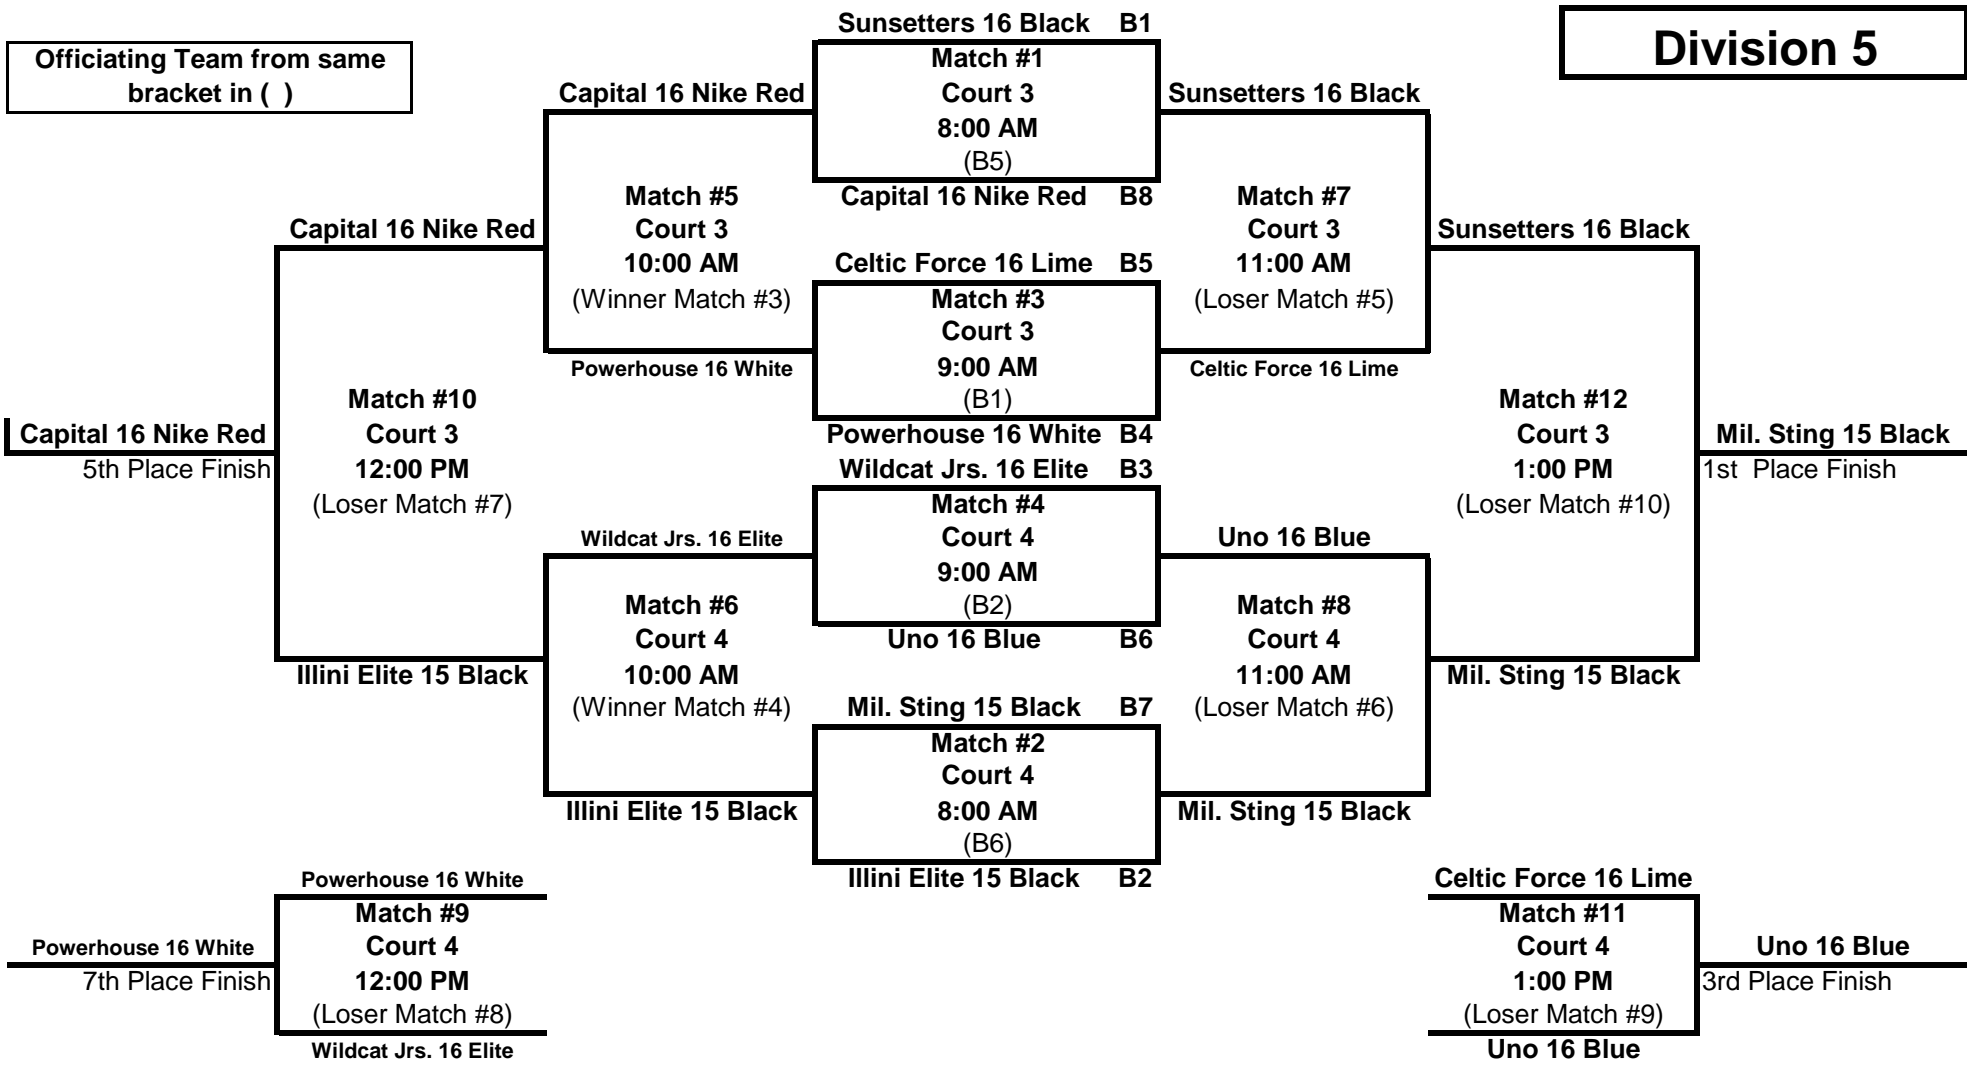 Sunsetters 16 Black B1
Officiating Team from same
bracket in ( )
Division 5
Match #1
Court 3
8:00 AM
(B5)
Capital 16 Nike Red
Sunsetters 16 Black
Capital 16 Nike Red B8
Match #5
Court 3
10:00 AM
(Winner Match #3)
Match #7
Court 3
11:00 AM
(Loser Match #5)
Capital 16 Nike Red
Sunsetters 16 Black
Celtic Force 16 Lime B5
Match #3
Court 3
9:00 AM
(B1)
Powerhouse 16 White
Celtic Force 16 Lime
Powerhouse 16 White B4
Match #10
Court 3
12:00 PM
(Loser Match #7)
Capital 16 Nike Red
5th Place Finish
Match #12
Court 3
1:00 PM
(Loser Match #10)
Mil. Sting 15 Black
1st Place Finish
Wildcat Jrs. 16 Elite B3
Match #4
Court 4
9:00 AM
(B2)
Wildcat Jrs. 16 Elite
Uno 16 Blue
Uno 16 Blue B6
Match #6
Court 4
10:00 AM
(Winner Match #4)
Match #8
Court 4
11:00 AM
(Loser Match #6)
Illini Elite 15 Black
Mil. Sting 15 Black
Mil. Sting 15 Black B7
Match #2
Court 4
8:00 AM
(B6)
Illini Elite 15 Black
Mil. Sting 15 Black
Illini Elite 15 Black B2
Powerhouse 16 White
Match #9
Court 4
12:00 PM
(Loser Match #8)
Powerhouse 16 White
7th Place Finish
Wildcat Jrs. 16 Elite
Celtic Force 16 Lime
Match #11
Court 4
1:00 PM
(Loser Match #9)
Uno 16 Blue
3rd Place Finish
Uno 16 Blue